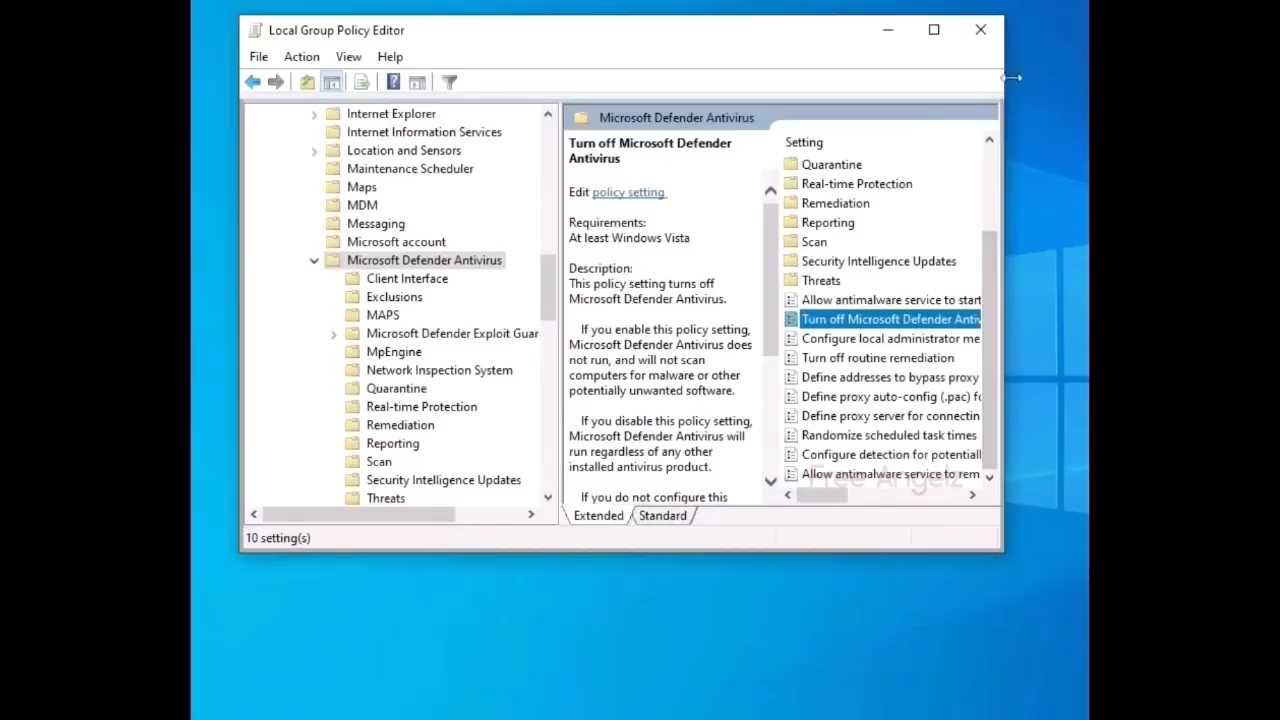 Local Group Policy Editor
File Action View Help
Internet Explorer
Internet Information Services
Location and Sensors
Maintenance Scheduler
Maps
MDM
Messaging
Microsoft account
Microsoft Defender Antivirus
Client Interface
Exclusions
MAPS
Microsoft Defender Exploit Guar
MpEngine
Network Inspection System
Quarantine
Real-time Protection
Remediation
Reporting
Scan
Security Intelligence Updates
Threats
Microsoft Defender Antivirus
Turn off Microsoft Defender
Antivirus
Edit policy setting
Requirements:
At least Windows Vista
Description:
This policy setting turns off
Microsoft Defender Antivirus.
If you enable this policy setting,
Microsoft Defender Antivirus does
not run, and will not scan
computers for malware or other
potentially unwanted software.
If you disable this policy setting,
Microsoft Defender Antivirus will
run regardless of any other
installed antivirus product.
If you do not configure this
Setting
Quarantine
Real-time Protection
Remediation
Reporting
Scan
Security Intelligence Updates
Threats
Allow antimalware service to start
Turn off Microsoft Defender Antiv
Configure local administrator me
Turn off routine remediation
Define addresses to bypass proxy
Define proxy auto-config (.pac) fo
Define proxy server for connectin
Randomize scheduled task times
Configure detection for potentiall
Allow antimalware service to rem
Free Angelz
Extended Standard
10 setting(s)